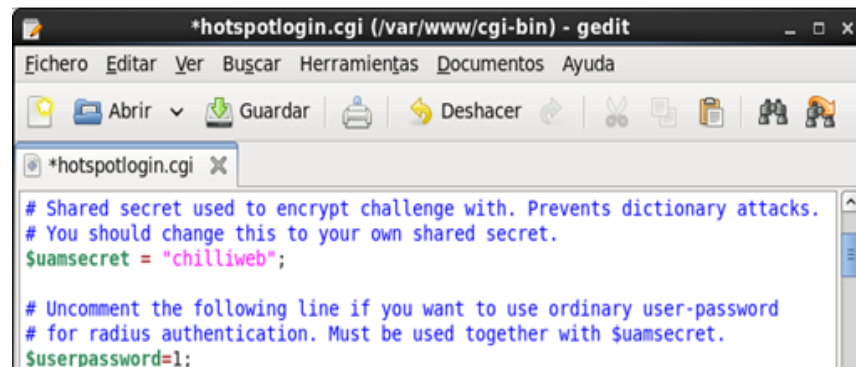 *hotspotlogin.cgi (/var/www/cgi-bin) - gedit
Fichero Editar Ver Buscar Herramientas Documentos Ayuda
Abrir Guardar Deshacer
*hotspotlogin.cgi
# Shared secret used to encrypt challenge with. Prevents dictionary attacks.
# You should change this to your own shared secret.
$uamsecret = "chilliweb";
# Uncomment the following line if you want to use ordinary user-password
# for radius authentication. Must be used together with $uamsecret.
$userpassword=1;